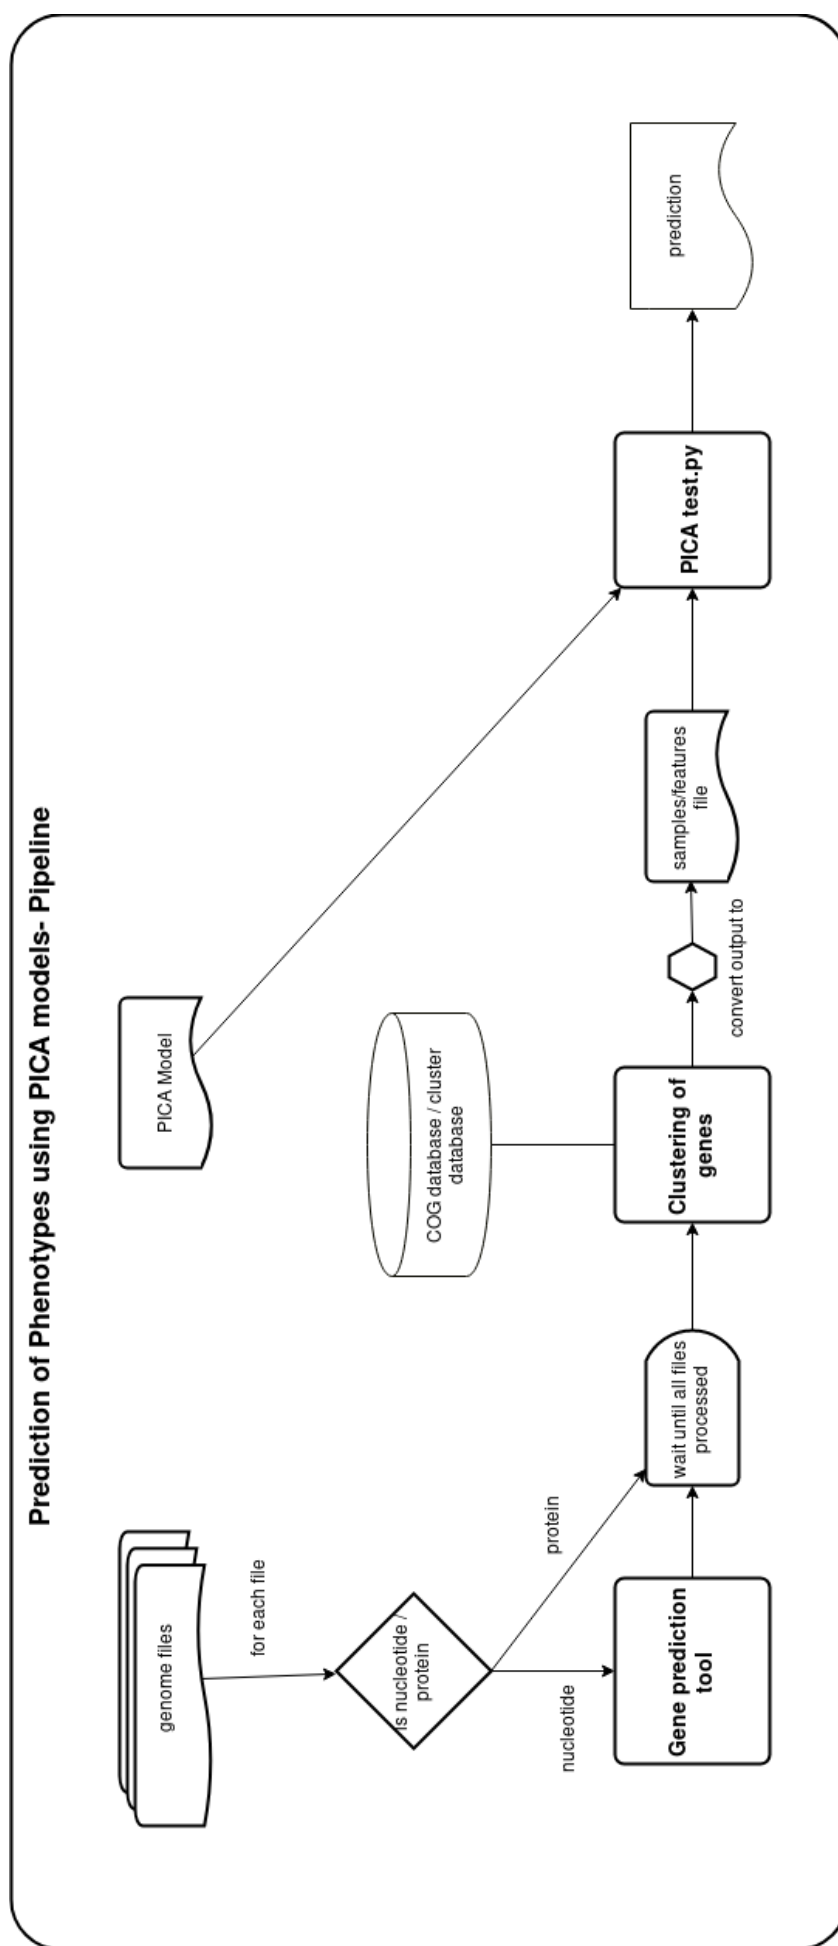 Prediction of Phenotypes using PICA models- Pipeline
genome files
for each file
is nucleotide /
protein
nucleotide
protein
Gene prediction
tool
wait until all files
processed
COG database / cluster
database
Clustering of
genes
convert output to
samples/features
file
PICA Model
PICA test.py
prediction